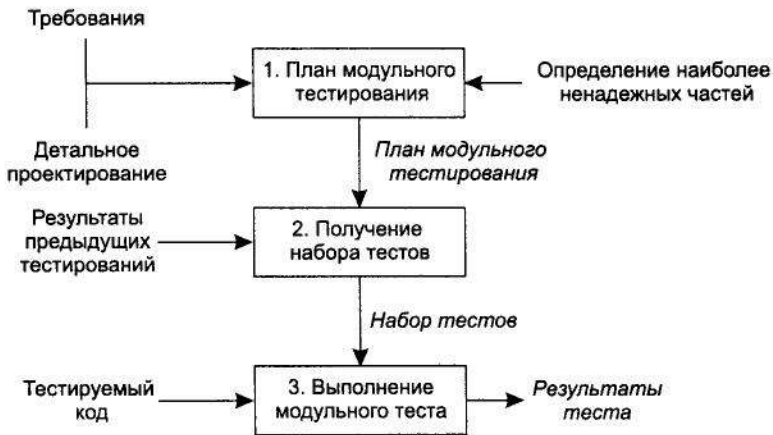 Требования
1. План модульного
тестирования
Определение наиболее
ненадежных частей
Детальное
проектирование
План модульного
тестирования
Результаты
предыдущих
тестирований
2. Получение
набора тестов
Набор тестов
Тестируемый
код
3. Выполнение
модульного теста
Результаты
теста